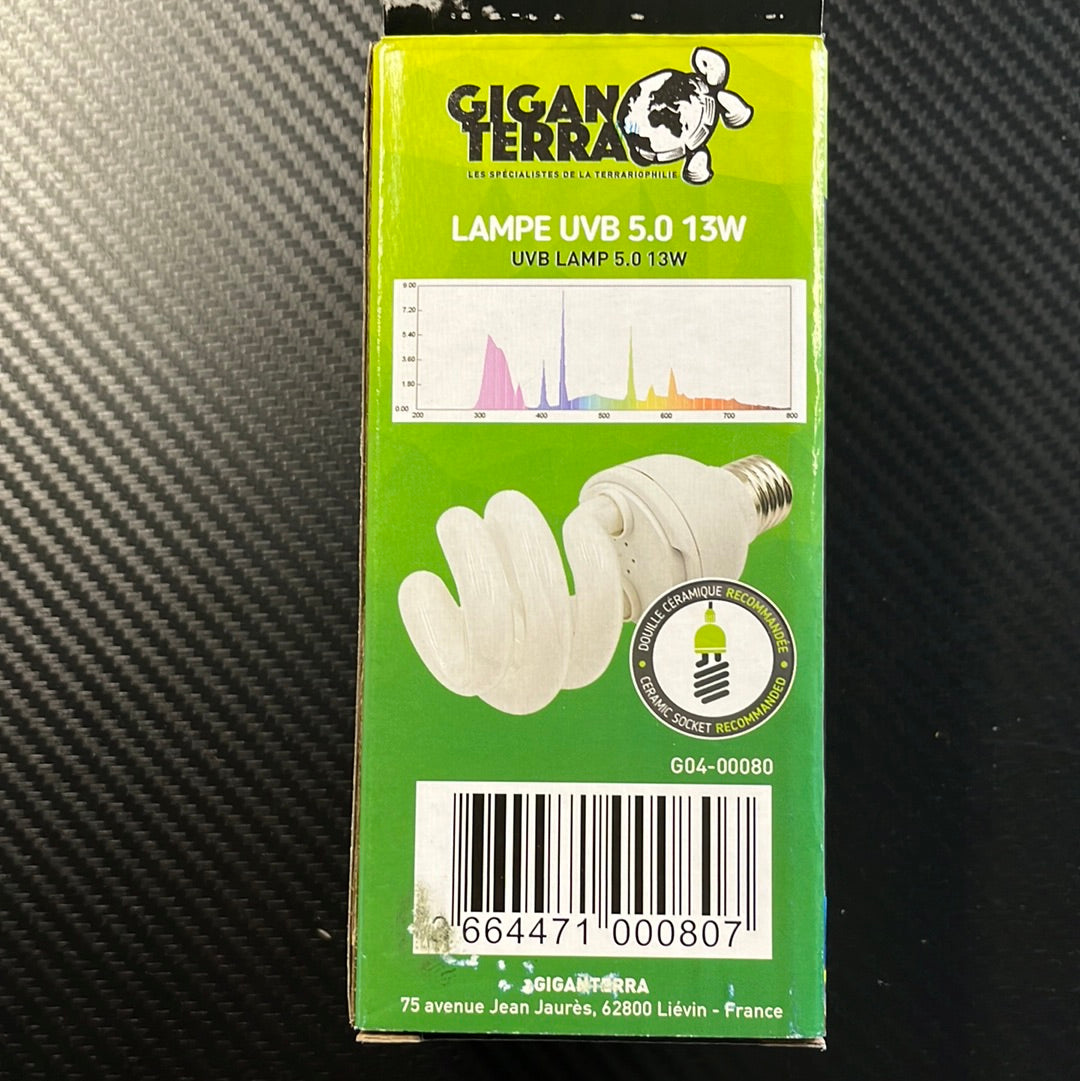 GIGAN
TERRA
LES SPÉCIALISTES DE LA TERRARIOPHILIE
LAMPE UVB 5.0 13W
UVB LAMP 5.0 13W
9.00
7.20
5.40
3.60
1.80
0.00
200 300 400 500 600 700 800
DOUILLE CÉRAMIQUE RECOMMANDÉE
CERAMIC SOCKET RECOMMANDED
G04-00080
664471 000807
GIGANTERRA
75 avenue Jean Jaurès, 62800 Liévin - France